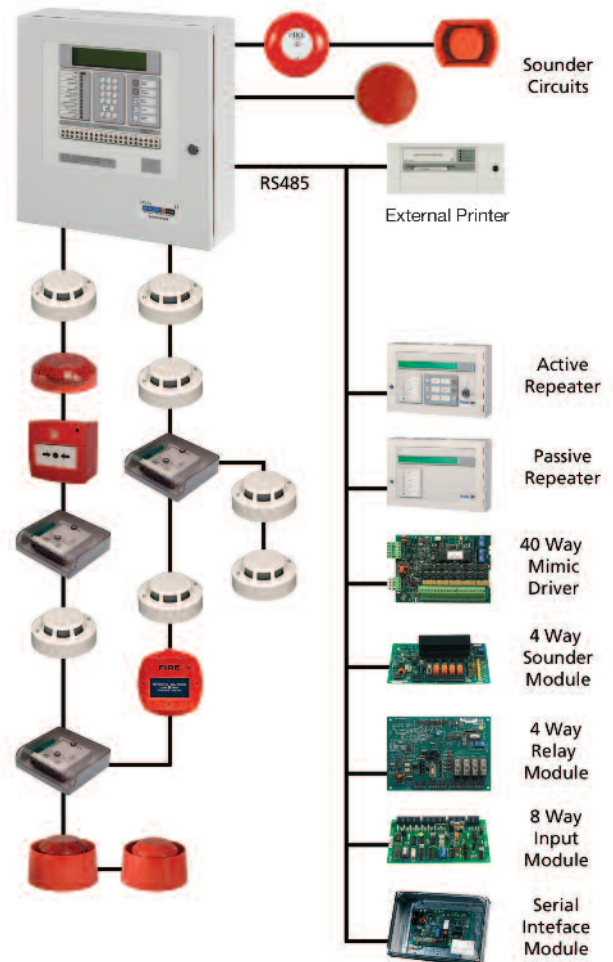 Sounder
Circuits
RS485
External Printer
Active
Repeater
Passive
Repeater
40 Way
Mimic
Driver
4 Way
Sounder
Module
FIRE
4 Way
Relay
Module
8 Way
Input
Module
Serial
Inteface
Module